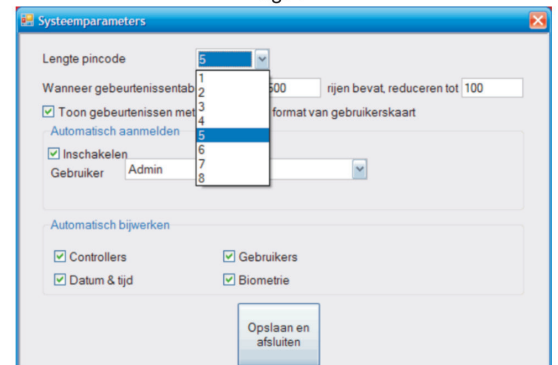 Systeemparameters
Lengte pincode 5
1
2
3
4
5
6
7
8
Wanneer gebeurtenissentab 500 rijen bevat, reduceren tot 100
Toon gebeurtenissen met format van gebruikerskaart
Automatisch aanmelden
Inschakelen
Gebruiker Admin
Automatisch bijwerken
Controllers Gebruikers
Datum & tijd Biometrie
Opslaan en
afsluiten